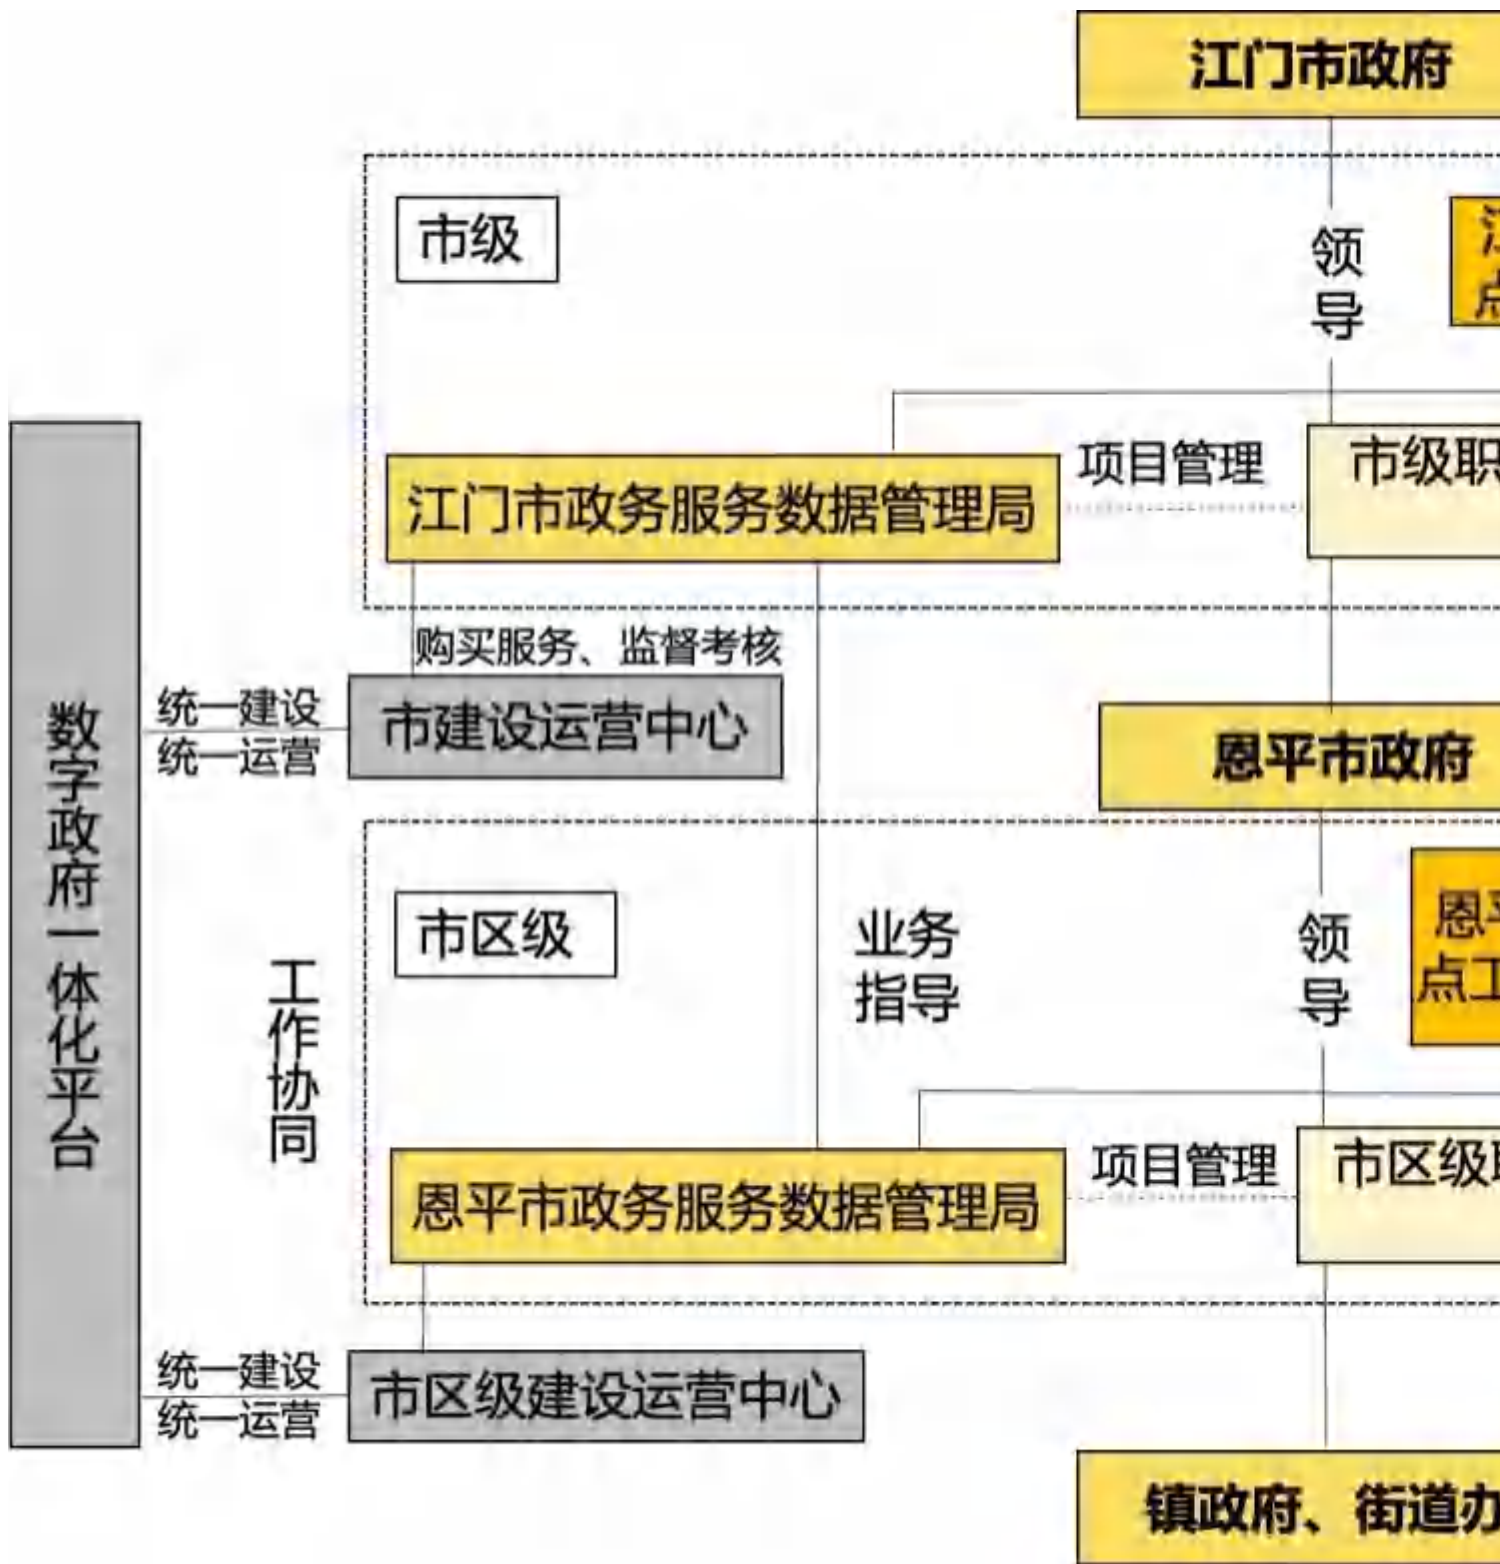 江门市政府
市级
领
导
点
项目管理
市级职
江门市政务服务数据管理局
购买服务、监督考核
统一建设
市建设运营中心
统一运营
恩平市政府
数字政府一体化平台
市区级
业务
指导
领
导
恩
点工
工作协同
项目管理
市区级
恩平市政务服务数据管理局
统一建设
市区级建设运营中心
统一运营
镇政府、街道办